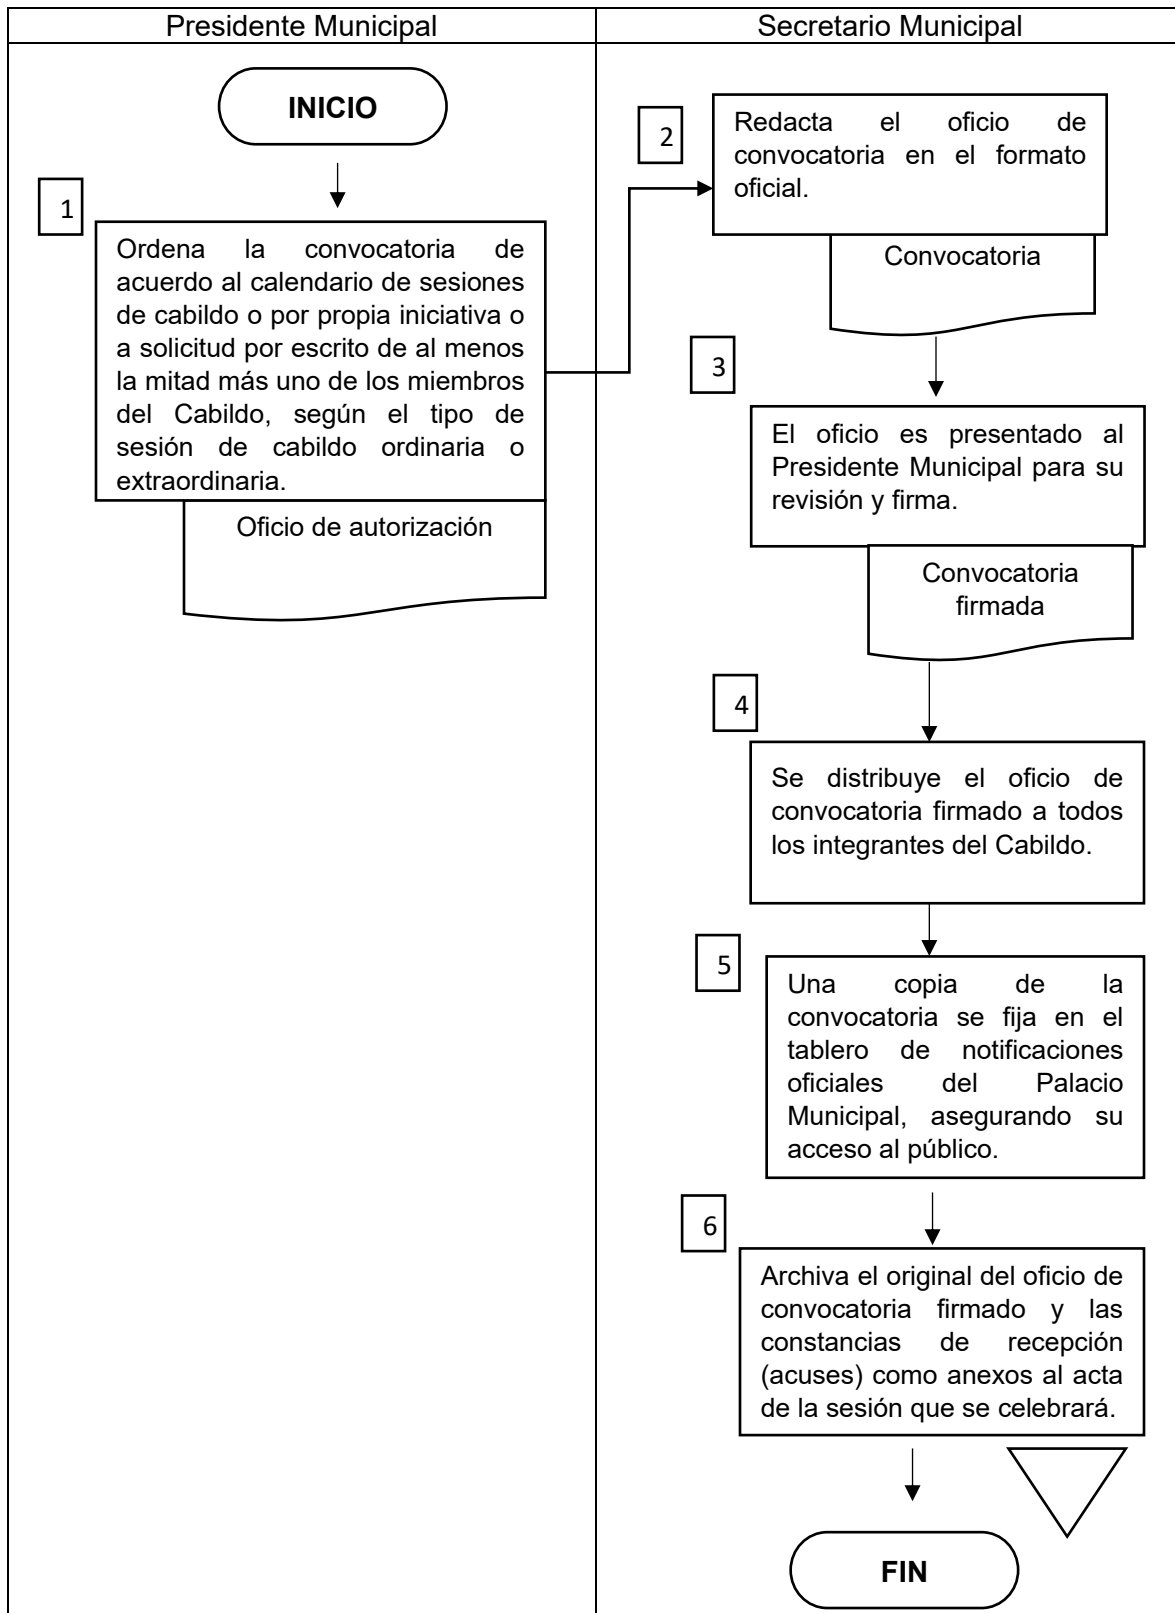 Presidente Municipal
Secretario Municipal
INICIO
1
Ordena la convocatoria de
acuerdo al calendario de sesiones
de cabildo o por propia iniciativa o
a solicitud por escrito de al menos
la mitad más uno de los miembros
del Cabildo, según el tipo de
sesión de cabildo ordinaria o
extraordinaria.
Oficio de autorización
2
Redacta el oficio de
convocatoria en el formato
oficial.
Convocatoria
3
El oficio es presentado al
Presidente Municipal para su
revisión y firma.
Convocatoria
firmada
4
Se distribuye el oficio de
convocatoria firmado a todos
los integrantes del Cabildo.
5
Una copia de la
convocatoria se fija en el
tablero de notificaciones
oficiales del Palacio
Municipal, asegurando su
acceso al público.
6
Archiva el original del oficio de
convocatoria firmado y las
constancias de recepción
(acuses) como anexos al acta
de la sesión que se celebrará.
FIN